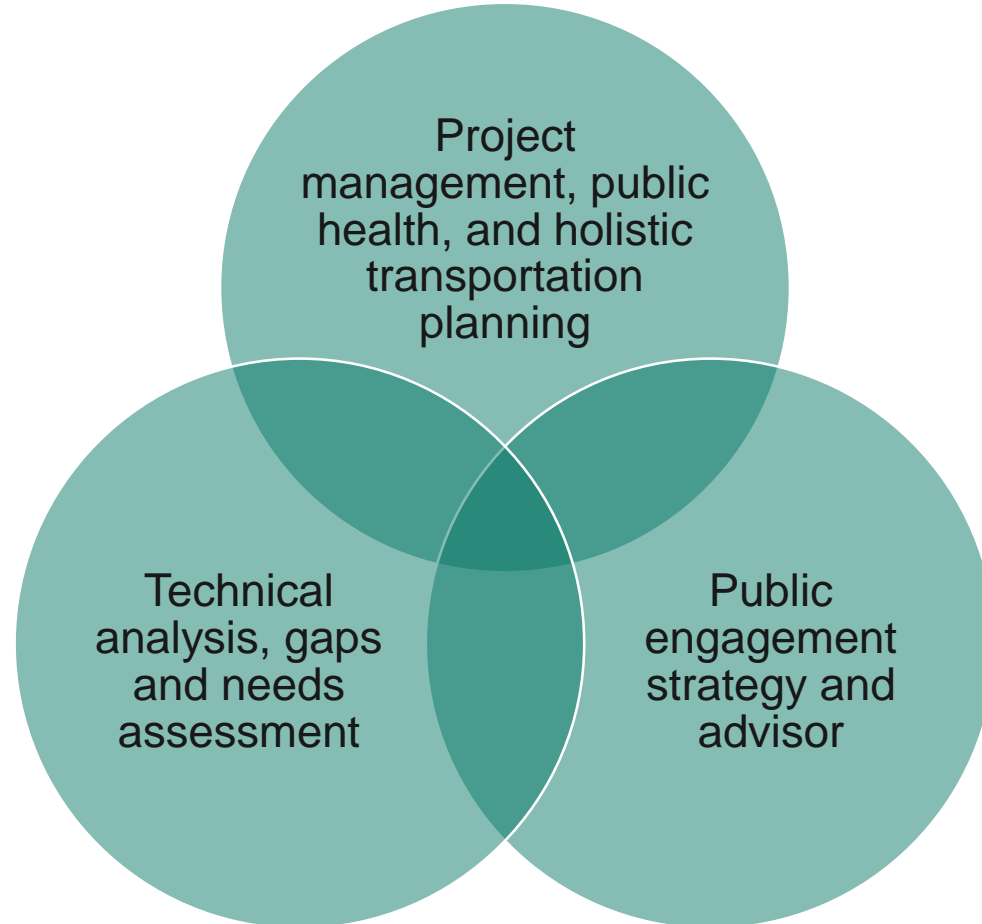 Project
management, public
health, and holistic
transportation
planning
Technical
analysis, gaps
and needs
assessment
Public
engagement
strategy and
advisor